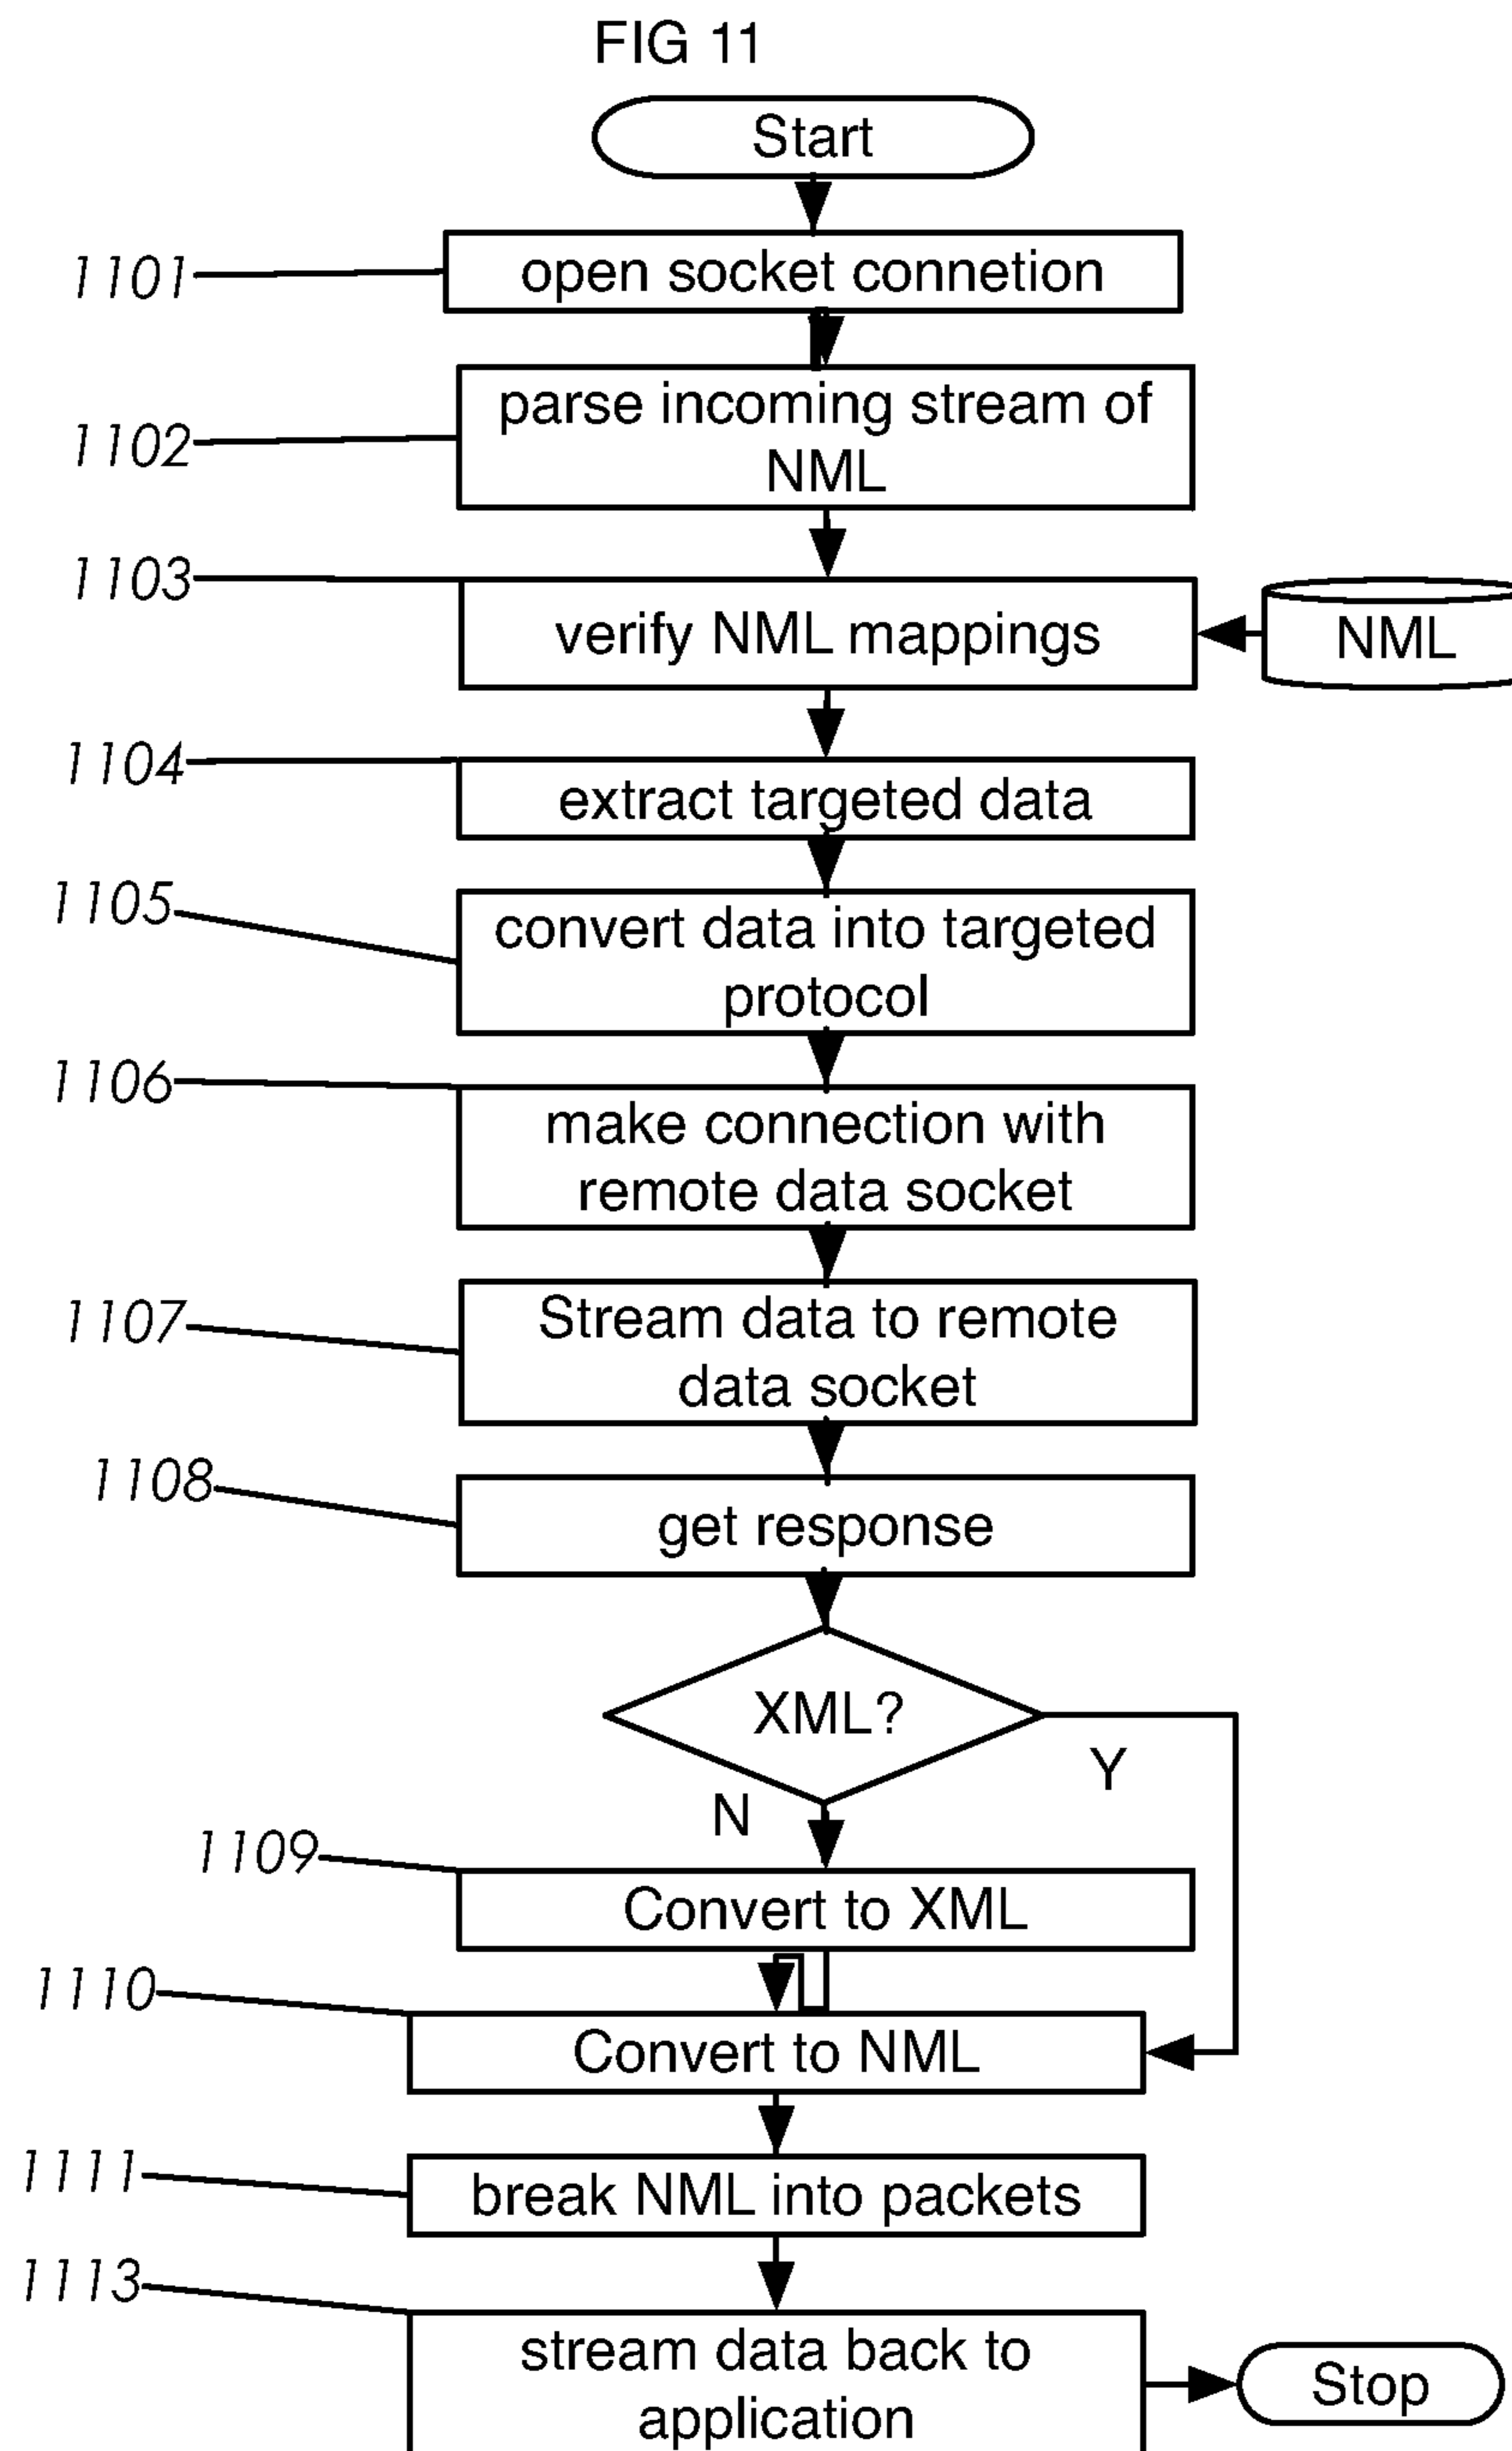 FIG 11
Start
1101
open socket connetion
1102
parse incoming stream of
NML
1103
verify NML mappings
NML
1104
extract targeted data
1105
convert data into targeted
protocol
1106
make connection with
remote data socket
1107
Stream data to remote
data socket
1108
get response
XML?
Y
N
1109
Convert to XML
1110
Convert to NML
1111
break NML into packets
1113
stream data back to
application
Stop